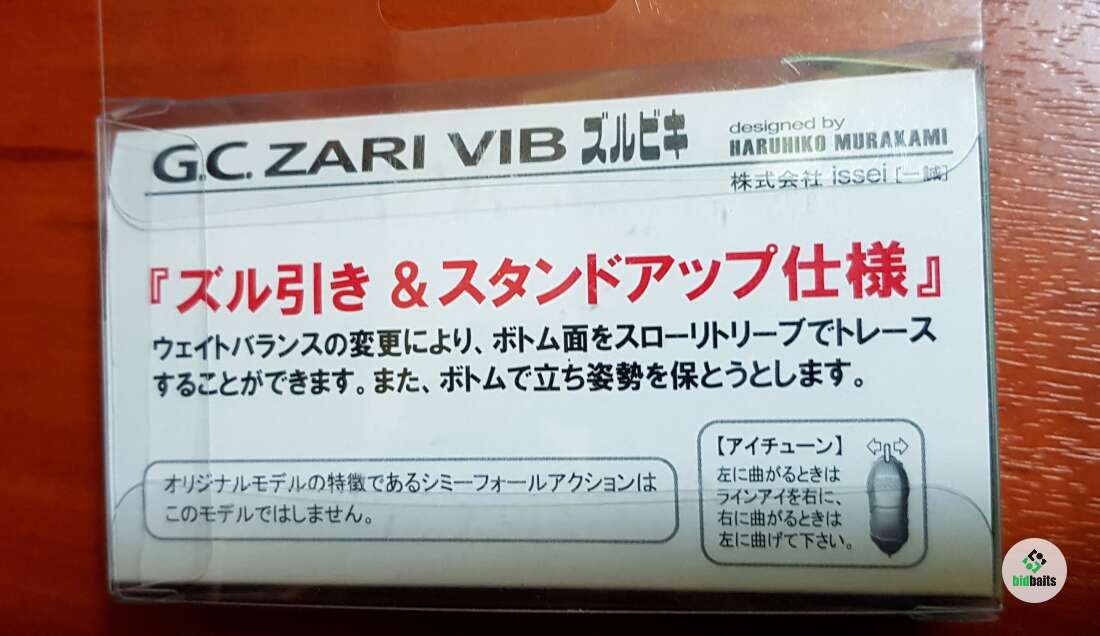 G.C. ZARI VIB ズルビキ
designed by
HARUHIKO MURAKAMI
株式会社 issei [一誠]
『ズル引き &スタンドアップ仕様』
ウェイトバランスの変更により、ボトム面をスローリトリーブでトレース
することができます。また、ボトムで立ち姿勢を保とうとします。
オリジナルモデルの特徴であるシミーフォールアクションは
このモデルではしません。
【アイチューン】
左に曲がるときは
ラインアイを右に、
右に曲がるときは
左に曲げて下さい。
bidbaits